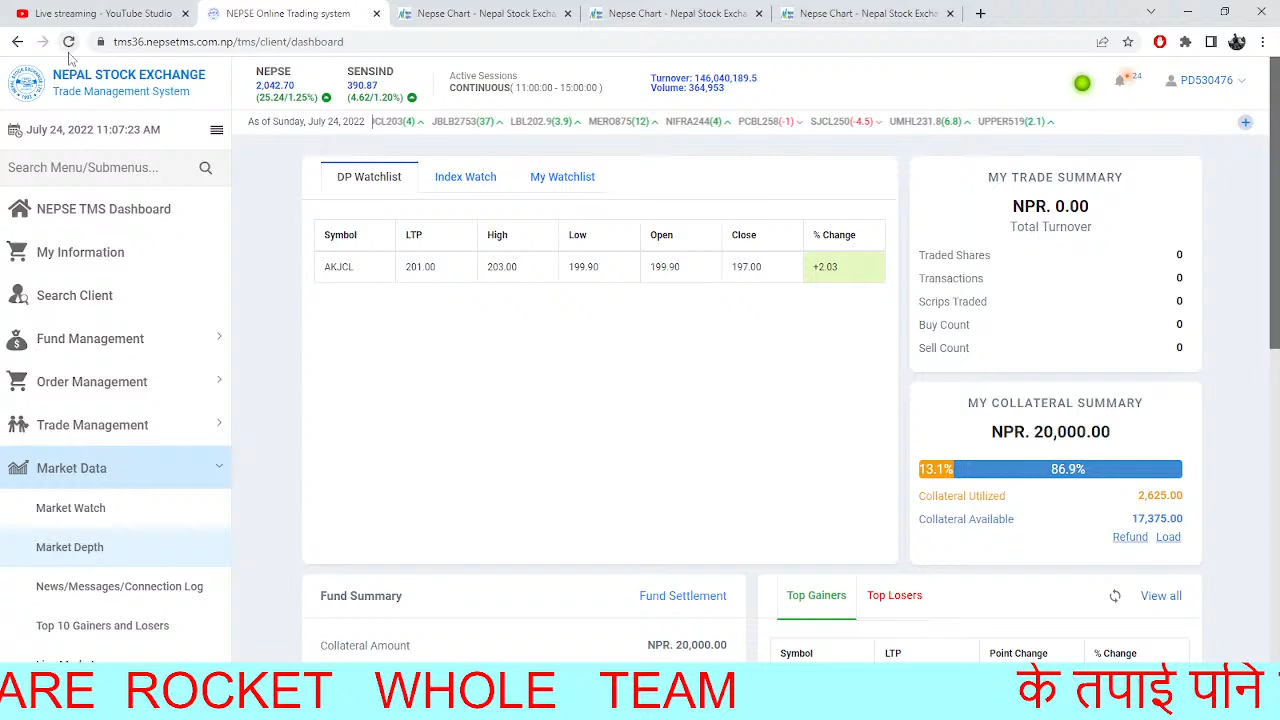 Live streaming - YouTube Studio
NEPSE Online Trading system
Nepse Chart - Nepal Stock Excha
Nepse Chart - Nepal Stock Excha
Nepse Chart - Nepal Stock Excha
tms36.nepsetms.com.np/tms/client/dashboard
NEPAL STOCK EXCHANGE
Trade Management System
NEPSE
2,042.70
(25.24/1.25%)
SENSIND
390.87
(4.62/1.20%)
Active Sessions
CONTINUOUS( 11:00:00 - 15:00:00 )
Turnover: 146,040,189.5
Volume: 364,953
24
PD530476
July 24, 2022 11:07:23 AM
As of Sunday, July 24, 2022
CL203(4) JBLB2753(37) LBL202.9(3.9) MERO875(12) NIFRA244(4) PCBL258(-1) SJCL250(-4.5) UMHL231.8(6.8) UPPER519(2.1)
Search Menu/Submenus...
NEPSE TMS Dashboard
My Information
Search Client
Fund Management
Order Management
Trade Management
Market Data
Market Watch
Market Depth
News/Messages/Connection Log
Top 10 Gainers and Losers
DP Watchlist Index Watch My Watchlist
Symbol LTP High Low Open Close % Change
AKJCL 201.00 203.00 199.90 199.90 197.00 +2.03
MY TRADE SUMMARY
NPR. 0.00
Total Turnover
Traded Shares 0
Transactions 0
Scrips Traded 0
Buy Count 0
Sell Count 0
MY COLLATERAL SUMMARY
NPR. 20,000.00
13.1% 86.9%
Collateral Utilized 2,625.00
Collateral Available 17,375.00
Refund Load
Fund Summary Fund Settlement
Collateral Amount NPR. 20,000.00
Top Gainers Top Losers View all
Symbol LTP Point Change % Change
ARE ROCKET WHOLE TEAM के तपाई पनि